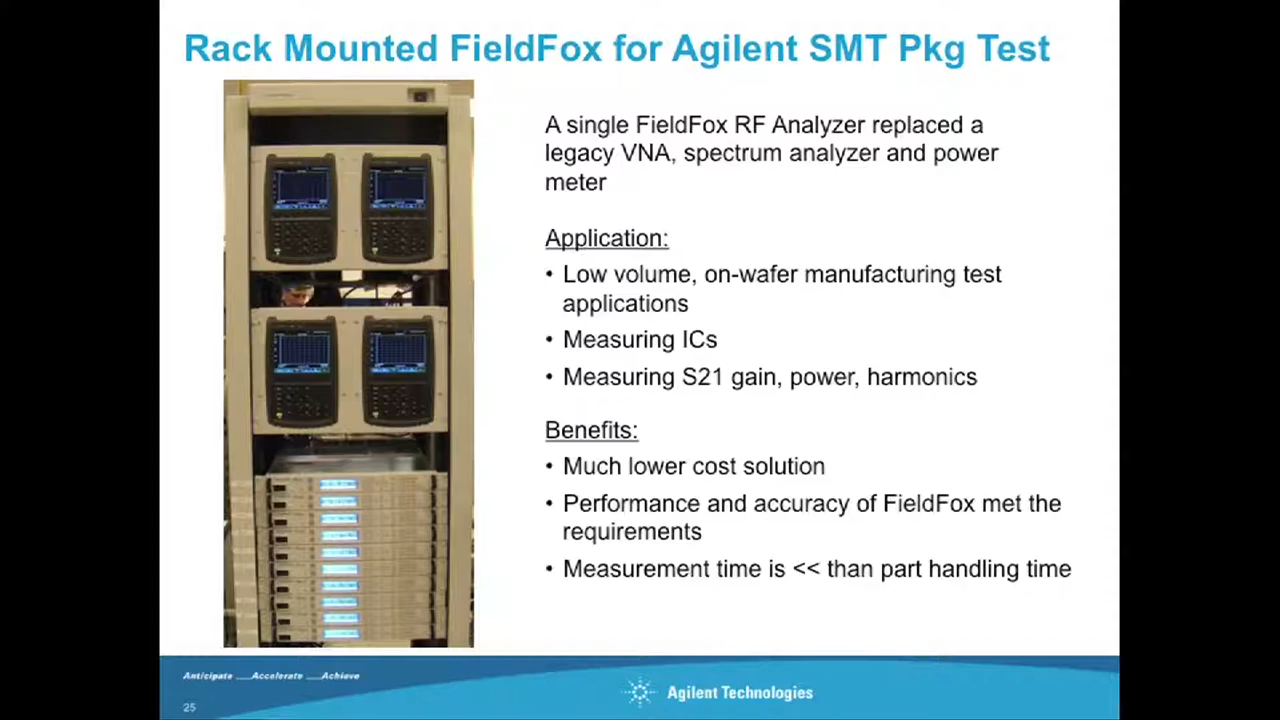 Rack Mounted FieldFox for Agilent SMT Pkg Test
A single FieldFox RF Analyzer replaced a
legacy VNA, spectrum analyzer and power
meter
Application:
• Low volume, on-wafer manufacturing test
applications
• Measuring ICs
• Measuring S21 gain, power, harmonics
Benefits:
• Much lower cost solution
• Performance and accuracy of FieldFox met the
requirements
• Measurement time is << than part handling time
Anticipate ___Accelerate ___Achieve
Agilent Technologies
25